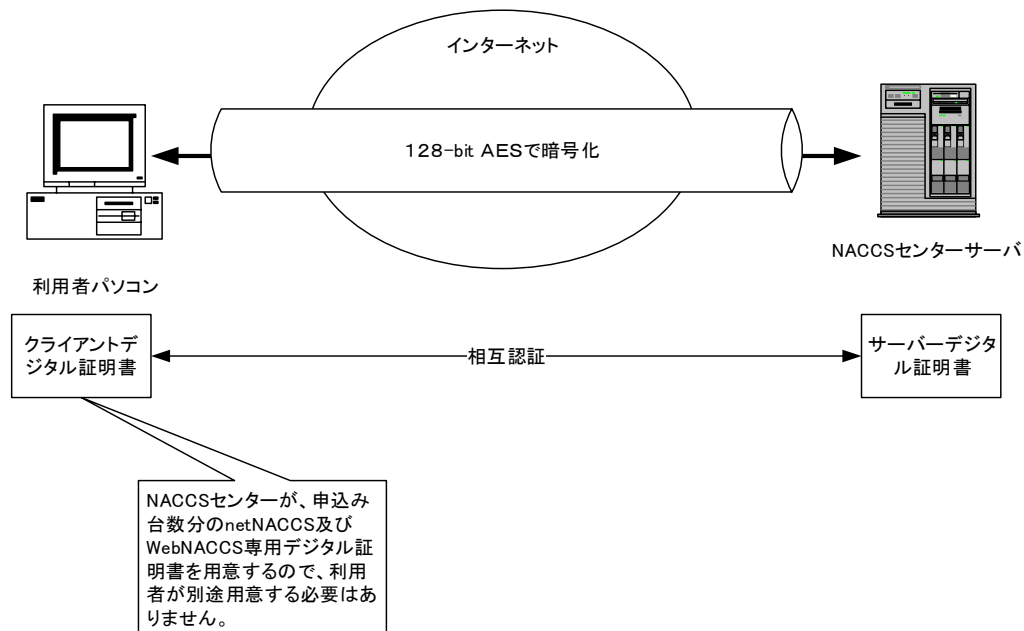 インターネット
128-bit AESで暗号化
NACCSセンターサーバ
利用者パソコン
クライアントデ
ジタル証明書
相互認証
サーバーデジタ
ル証明書
NACCSセンターが、申込み
台数分のnetNACCS及び
WebNACCS専用デジタル証
明書を用意するので、利用
者が別途用意する必要はあ
りません。